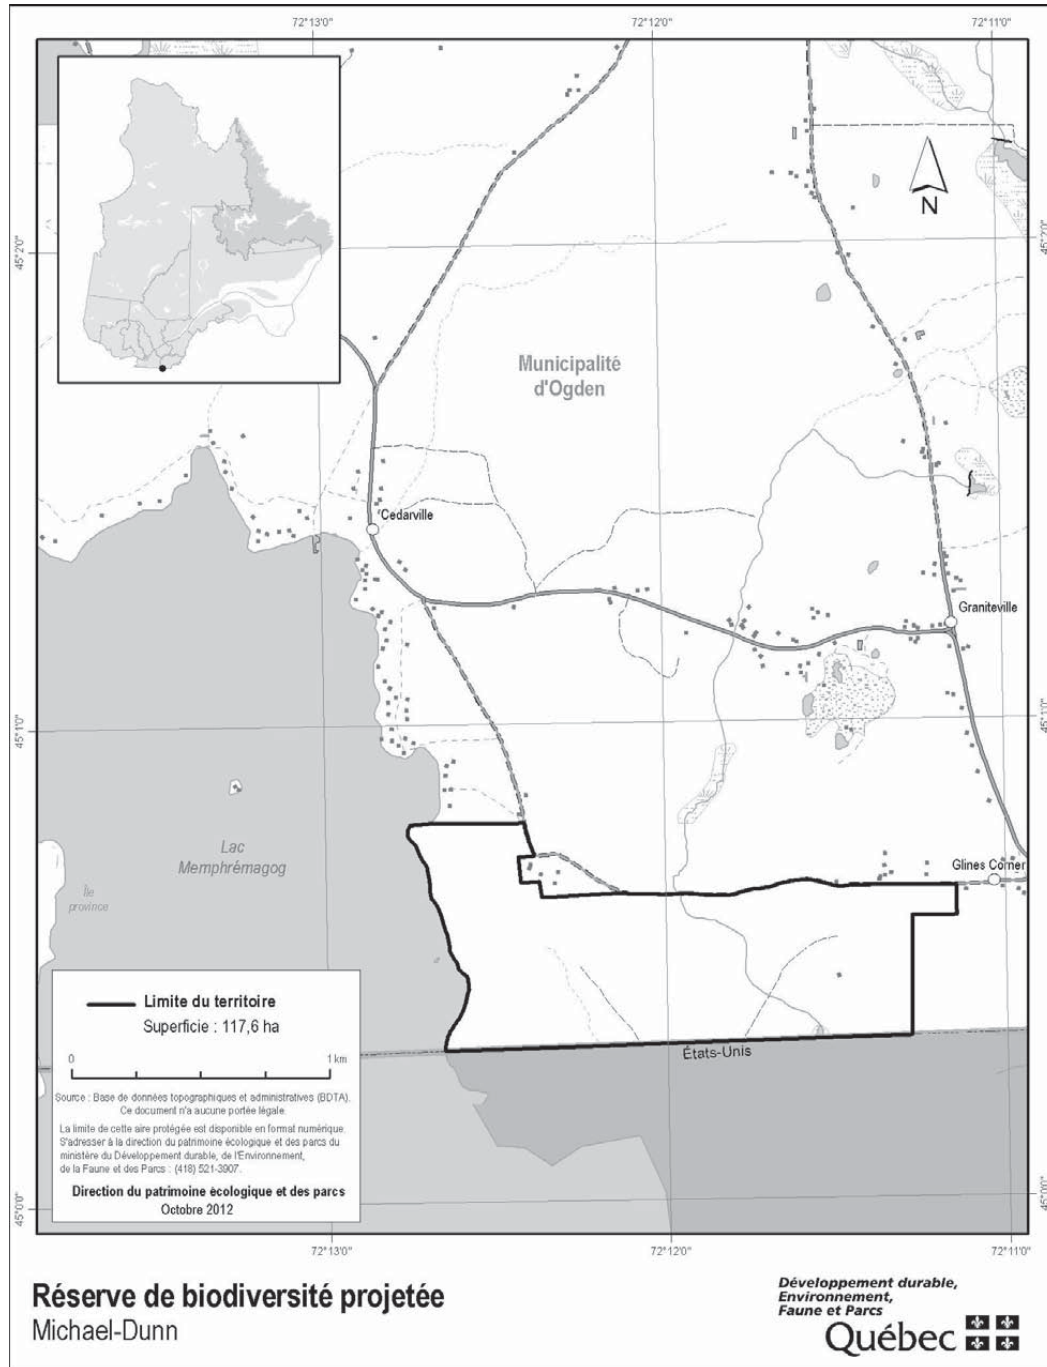 72°13'0"
72°12'0"
72°11'0"
N
45°2'0"
45°2'0"
Municipalité
d'Ogden
Cedarville
Graniteville
45°1'0"
45°1'0"
Lac
Memphrémagog
Île
province
Glines Corner
Limite du territoire
Superficie : 117,6 ha
0 1 km
États-Unis
Source : Base de données topographiques et administratives (BDTA).
Ce document n'a aucune portée légale.
La limite de cette aire protégée est disponible en format numérique.
S'adresser à la direction du patrimoine écologique et des parcs du
ministère du Développement durable, de l'Environnement,
de la Faune et des Parcs : (418) 521-3907.
Direction du patrimoine écologique et des parcs
Octobre 2012
45°0'0"
45°0'0"
72°13'0"
72°12'0"
72°11'0"
Réserve de biodiversité projetée
Michael-Dunn
Développement durable,
Environnement,
Faune et Parcs
Québec